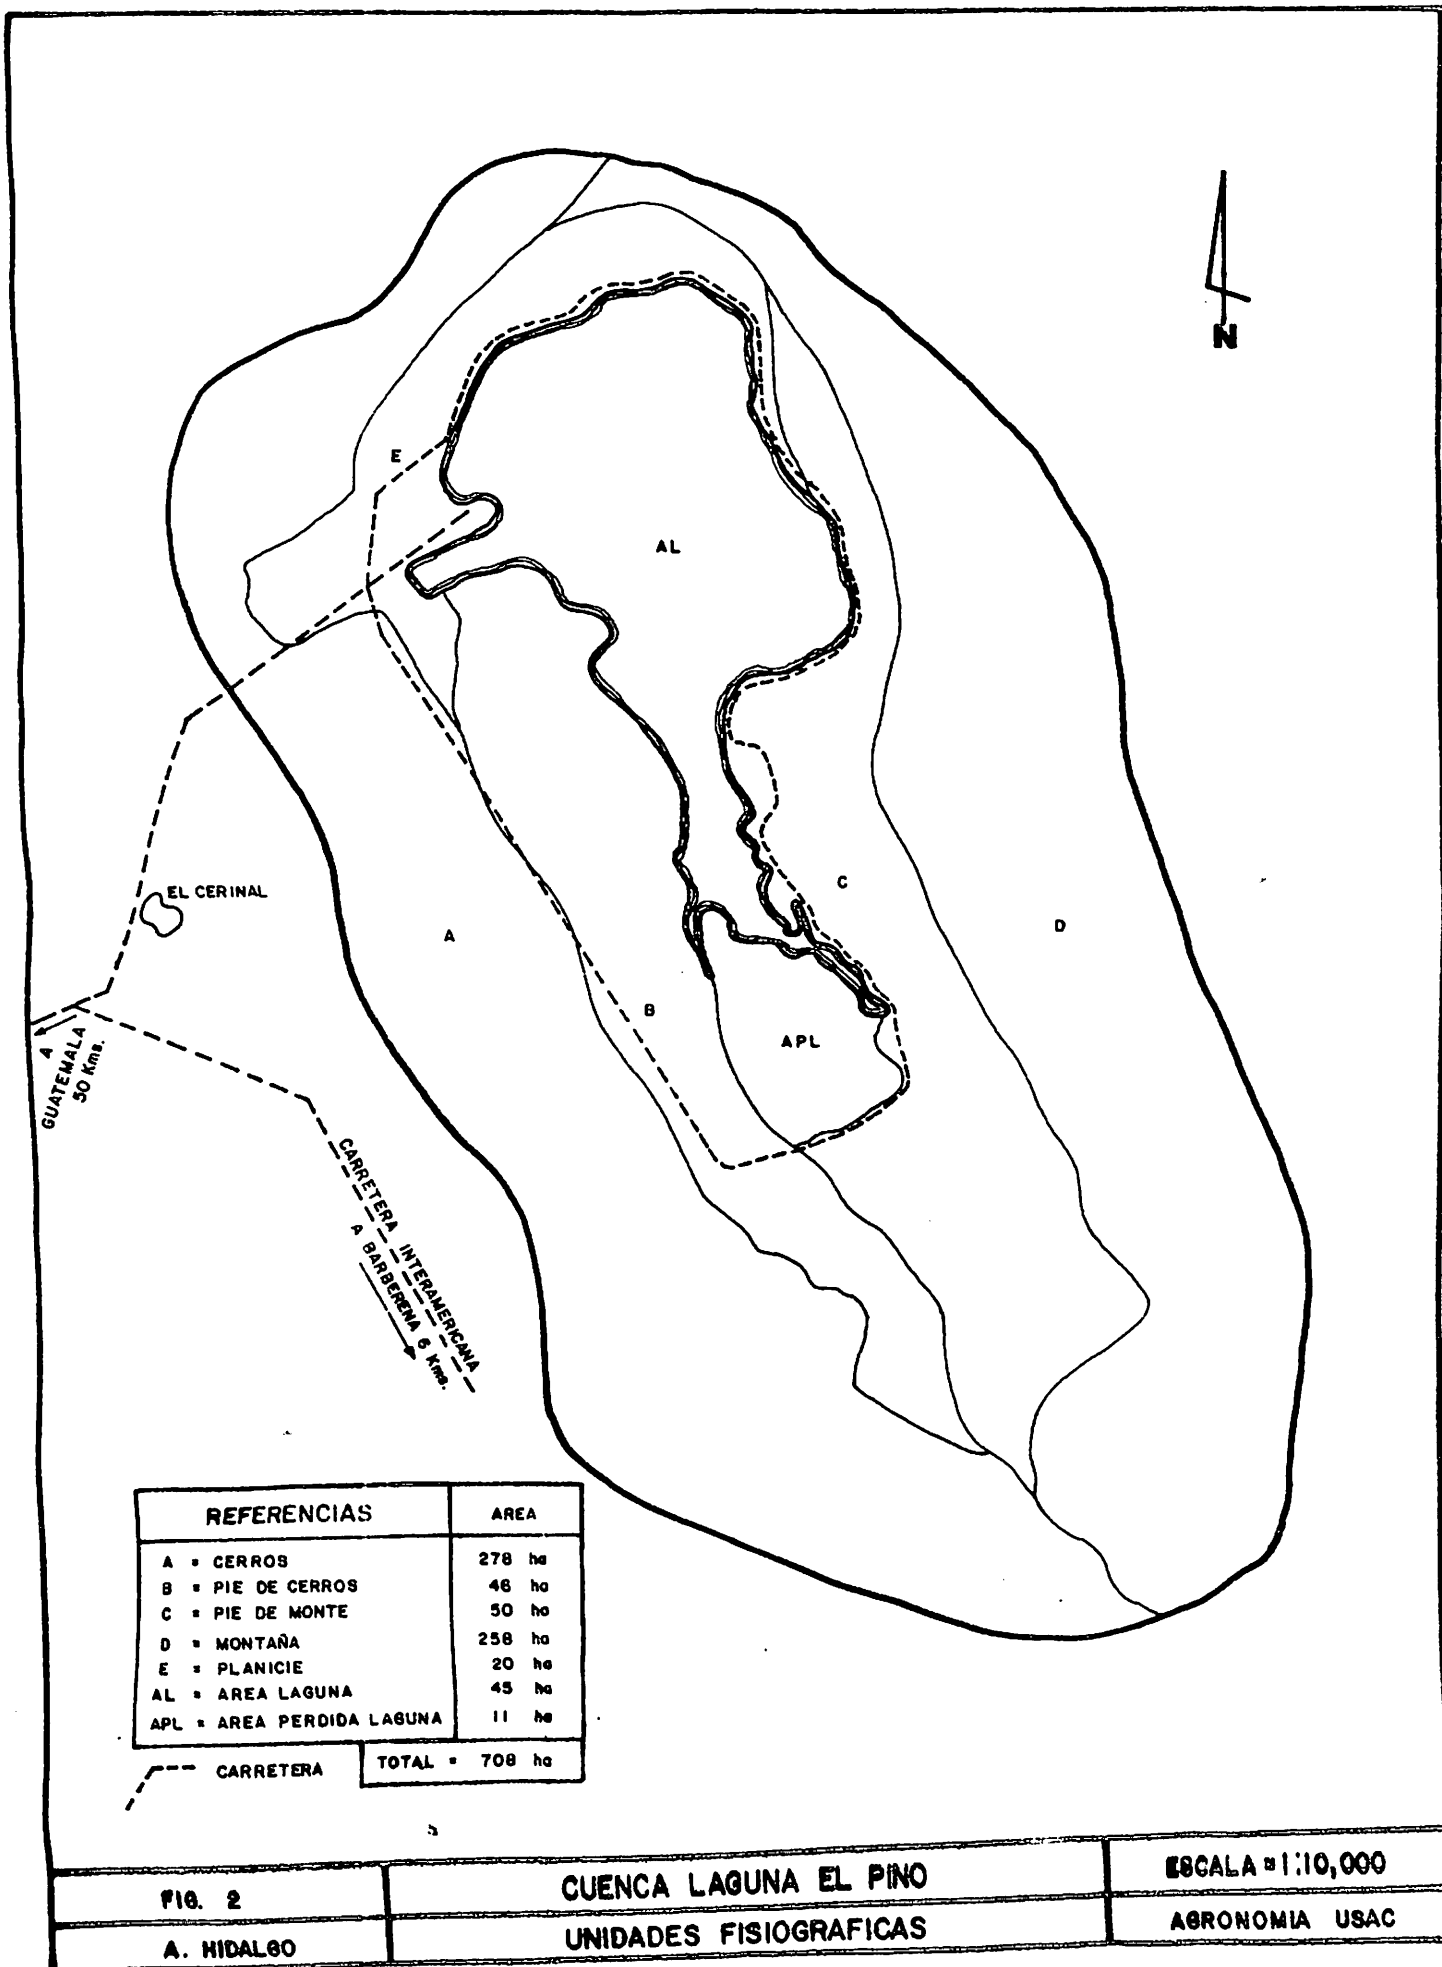 N
E
AL
EL CERINAL
C
A
D
B
APL
A
GUATEMALA
50 Kms.
CARRETERA INTERAMERICANA
A BARBERENA 6 Kms.
REFERENCIAS AREA
A = CERROS 278 ha
B = PIE DE CERROS 46 ha
C = PIE DE MONTE 50 ha
D = MONTAÑA 258 ha
E = PLANICIE 20 ha
AL = AREA LAGUNA 45 ha
APL = AREA PERDIDA LAGUNA 11 ha
CARRETERA
TOTAL = 708 ha
FIG. 2
CUENCA LAGUNA EL PINO
ESCALA = 1:10,000
A. HIDALGO
UNIDADES FISIOGRAFICAS
AGRONOMIA USAC